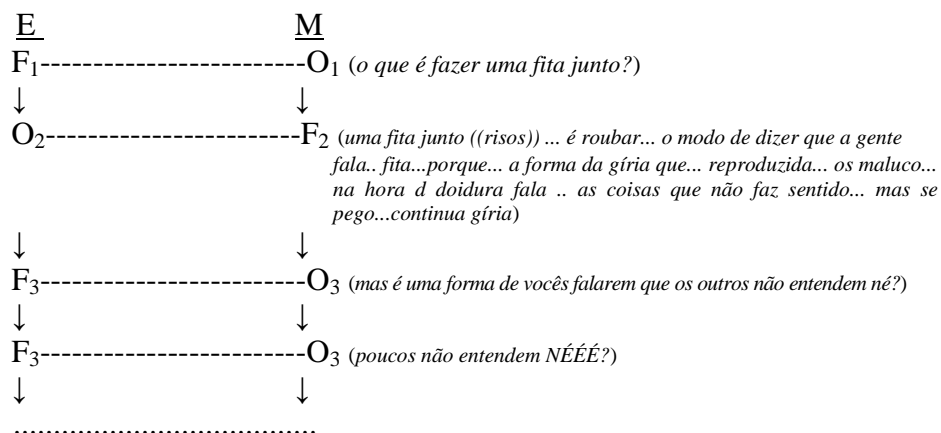 E M
F1--------------------------O1 (o que é fazer uma fita junto?)
↓ ↓
O2-------------------------F2 (uma fita junto ((risos)) ... é roubar... o modo de dizer que a gente
fala.. fita...porque... a forma da gíria que... reproduzida... os maluco...
na hora d doidura fala .. as coisas que não faz sentido... mas se
pego...continua gíria)
↓ ↓
F3--------------------------O3 (mas é uma forma de vocês falarem que os outros não entendem né?)
↓ ↓
F3--------------------------O3 (poucos não entendem NÉÉÉ?)
↓ ↓
......................................